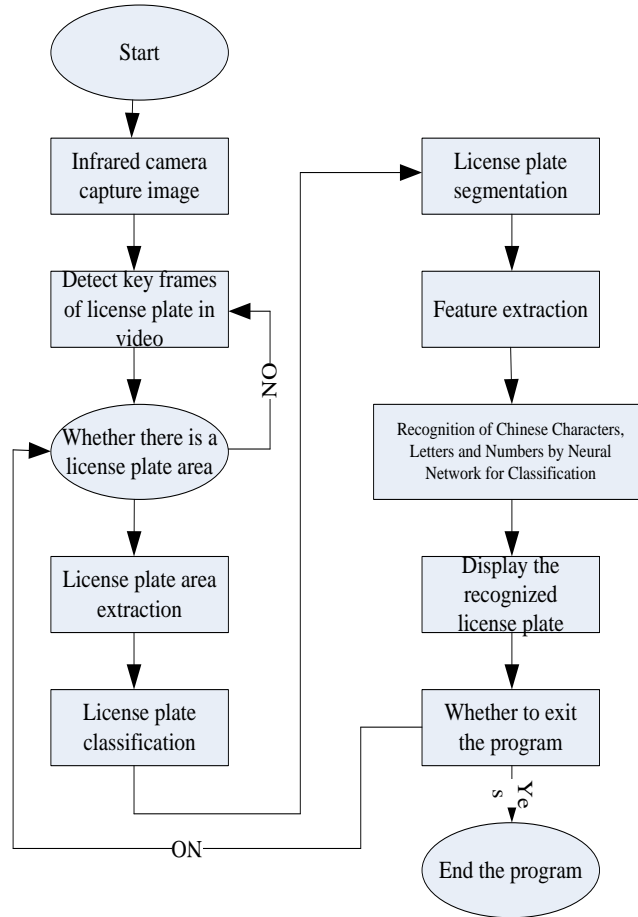 Start
Infrared camera
capture image
Detect key frames
of license plate in
video
NO
Whether there is a
license plate area
License plate area
extraction
License plate
classification
NO
License plate
segmentation
Feature extraction
Recognition of Chinese Characters,
Letters and Numbers by Neural
Network for Classification
Display the
recognized
license plate
Whether to exit
the program
Ye
s
End the program